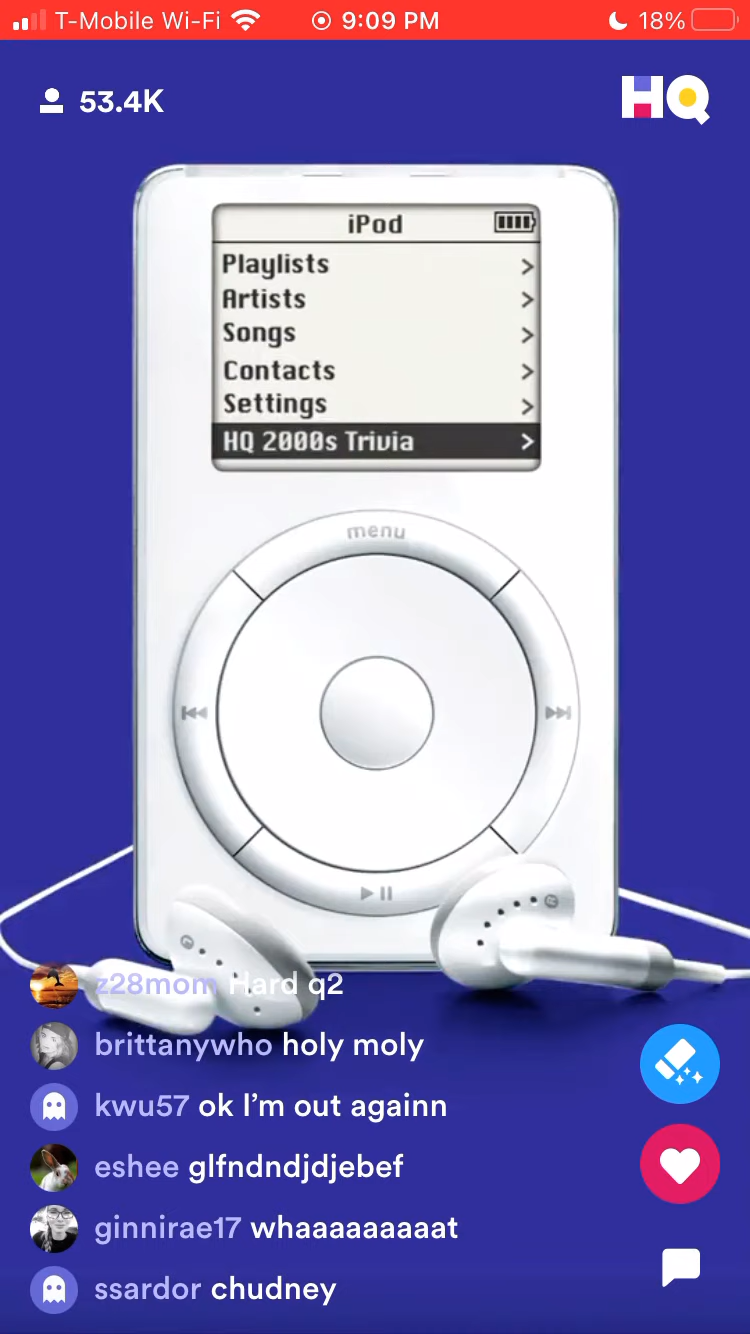 T-Mobile Wi-Fi 9:09 PM 18%
53.4K HQ
iPod
Playlists >
Artists >
Songs >
Contacts >
Settings >
HQ 2000s Trivia >
menu
z28mom Hard q2
brittanywho holy moly
kwu57 ok I'm out againn
eshee glfndndjdjebef
ginnirae17 whaaaaaaaaat
ssardor chudney